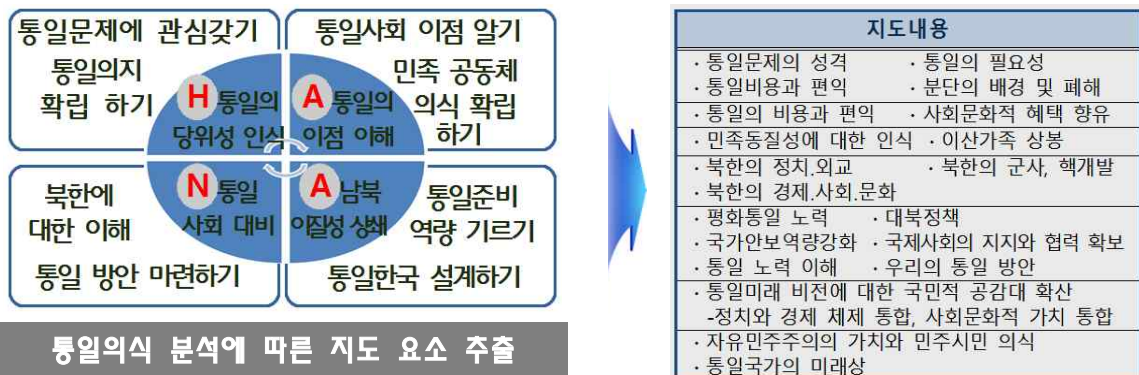 통일문제에 관심갖기
통일의지
확립 하기
H 통일의
당위성 인식
통일사회 이점 알기
민족 공동체
의식 확립
하기
A 통일의
이점 이해
북한에
대한 이해
통일 방안 마련하기
N 통일
사회 대비
A 남북
이질성 상쇄
통일준비
역량 기르기
통일한국 설계하기
통일의식 분석에 따른 지도 요소 추출
지도내용
· 통일문제의 성격 · 통일의 필요성
· 통일비용과 편익 · 분단의 배경 및 폐해
· 통일의 비용과 편익 · 사회문화적 혜택 향유
· 민족동질성에 대한 인식 · 이산가족 상봉
· 북한의 정치.외교 · 북한의 군사, 핵개발
· 북한의 경제.사회.문화
· 평화통일 노력 · 대북정책
· 국가안보역량강화 · 국제사회의 지지와 협력 확보
· 통일 노력 이해 · 우리의 통일 방안
· 통일미래 비전에 대한 국민적 공감대 확산
-정치와 경제 체제 통합, 사회문화적 가치 통합
· 자유민주주의의 가치와 민주시민 의식
· 통일국가의 미래상